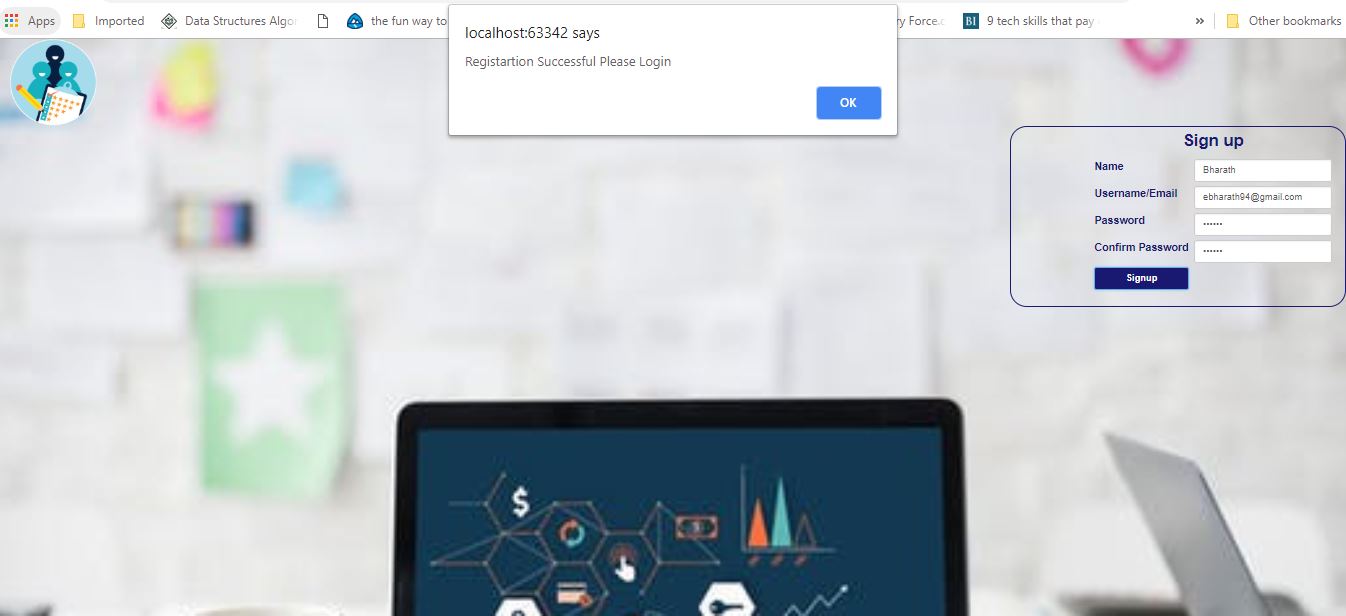 Apps
Imported
Data Structures Algor
the fun way to
ry Force.c
BI
9 tech skills that pay
»
Other bookmarks
localhost:63342 says
Registartion Successful Please Login
OK
Sign up
Name
Bharath
Username/Email
ebharath94@gmail.com
Password
••••••
Confirm Password
••••••
Signup
$